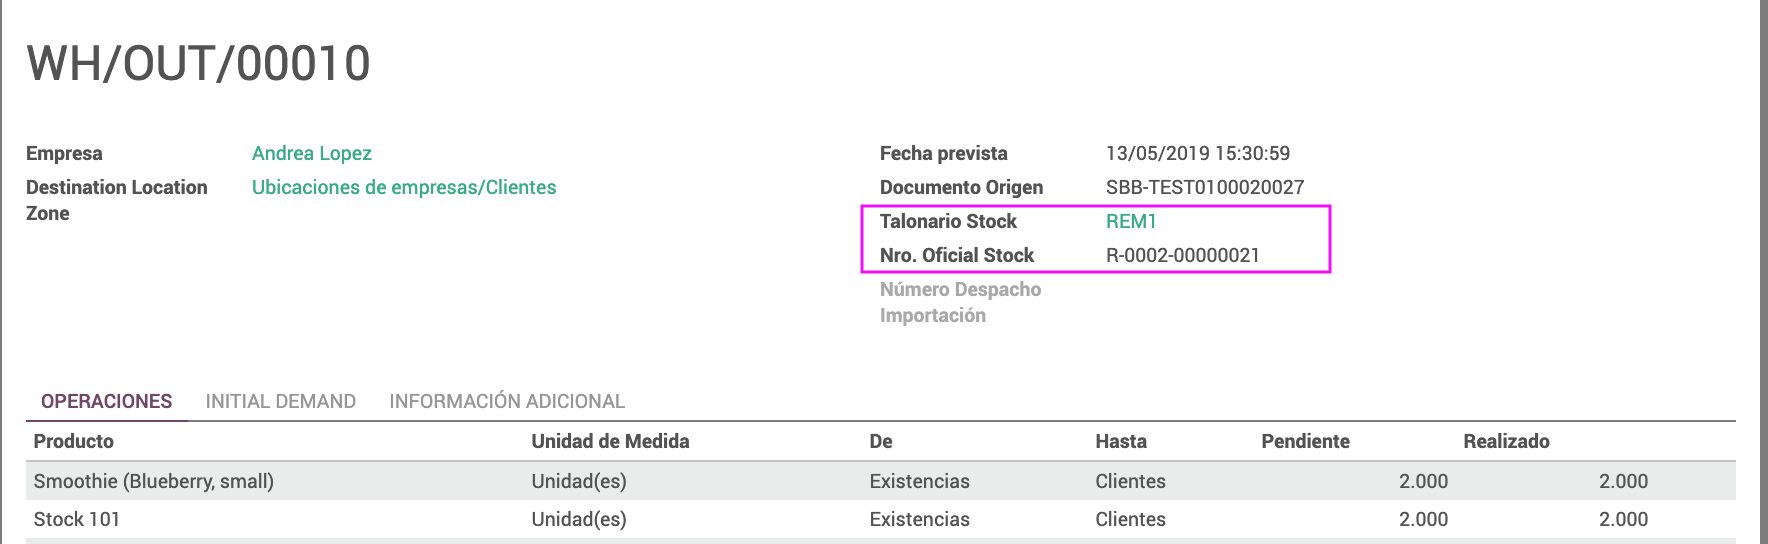 WH/OUT/00010
Empresa Andrea Lopez
Destination Location Zone Ubicaciones de empresas/Clientes
Fecha prevista 13/05/2019 15:30:59
Documento Origen SBB-TEST0100020027
Talonario Stock REM1
Nro. Oficial Stock R-0002-00000021
Número Despacho
Importación
OPERACIONES INITIAL DEMAND INFORMACIÓN ADICIONAL
Producto Unidad de Medida De Hasta Pendiente Realizado
Smoothie (Blueberry, small) Unidad(es) Existencias Clientes 2.000 2.000
Stock 101 Unidad(es) Existencias Clientes 2.000 2.000